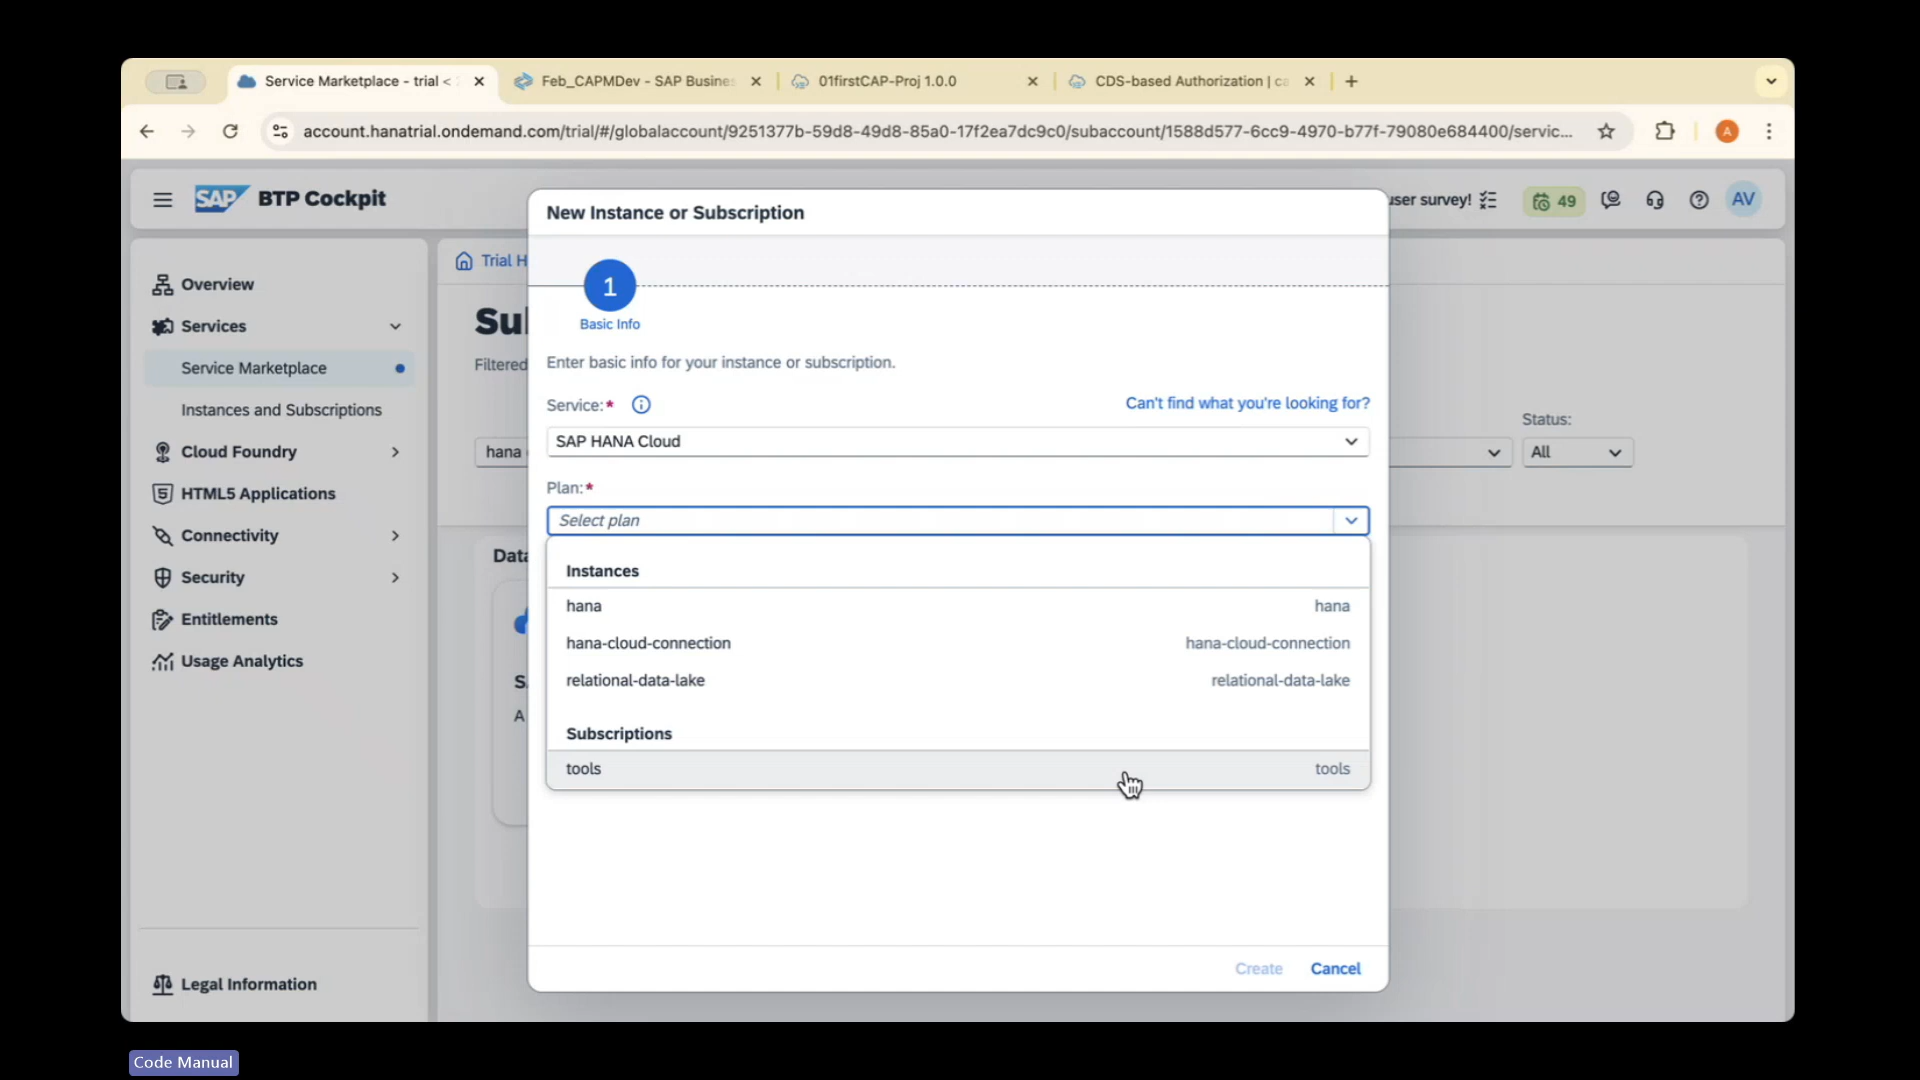 Service Marketplace - trial <
Feb_CAPMDev - SAP Busine
01firstCAP-Proj 1.0.0
CDS-based Authorization | ca
account.hanatrial.ondemand.com/trial/#/globalaccount/9251377b-59d8-49d8-85a0-17f2ea7dc9c0/subaccount/1588d577-6cc9-4970-b77f-79080e684400/servic...
A
SAP BTP Cockpit
user survey!
49
AV
Overview
Services
Service Marketplace
Instances and Subscriptions
Cloud Foundry
HTML5 Applications
Connectivity
Security
Entitlements
Usage Analytics
Legal Information
Trial H
Su
Filtered
hana
Status:
All
Data
S
A
New Instance or Subscription
1
Basic Info
Enter basic info for your instance or subscription.
Service:*
Can't find what you're looking for?
SAP HANA Cloud
Plan:*
Select plan
Instances
hana hana
hana-cloud-connection hana-cloud-connection
relational-data-lake relational-data-lake
Subscriptions
tools tools
Create Cancel
Code Manual